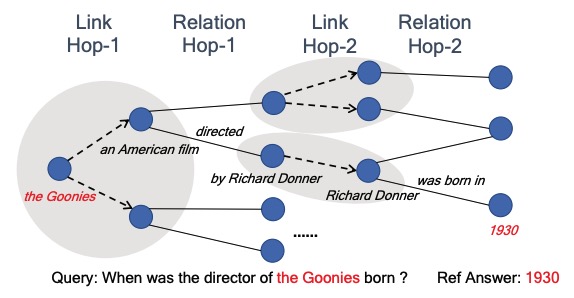 Link Hop-1
Relation Hop-1
Link Hop-2
Relation Hop-2
directed
an American film
by Richard Donner
the Goonies
Richard Donner
was born in
1930
......
Query: When was the director of the Goonies born ? Ref Answer: 1930